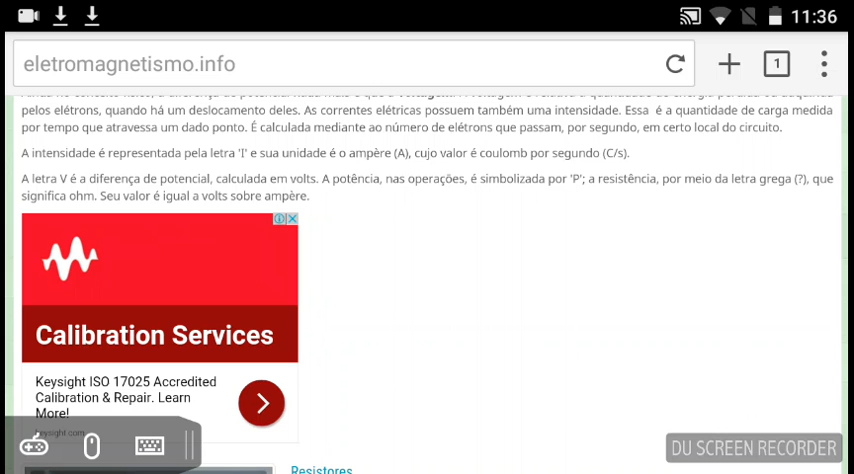 11:36
eletromagnetismo.info
1
pelos elétrons, quando há um deslocamento deles. As correntes elétricas possuem também uma intensidade. Essa é a quantidade de carga medida
por tempo que atravessa um dado ponto. É calculada mediante ao número de elétrons que passam, por segundo, em certo local do circuito.
A intensidade é representada pela letra 'I' e sua unidade é o ampère (A), cujo valor é coulomb por segundo (C/s).
A letra V é a diferença de potencial, calculada em volts. A potência, nas operações, é simbolizada por 'P'; a resistência, por meio da letra grega (?), que
significa ohm. Seu valor é igual a volts sobre ampère.
Calibration Services
Keysight ISO 17025 Accredited
Calibration & Repair. Learn
More!
keysight.com
DU SCREEN RECORDER
Resistores